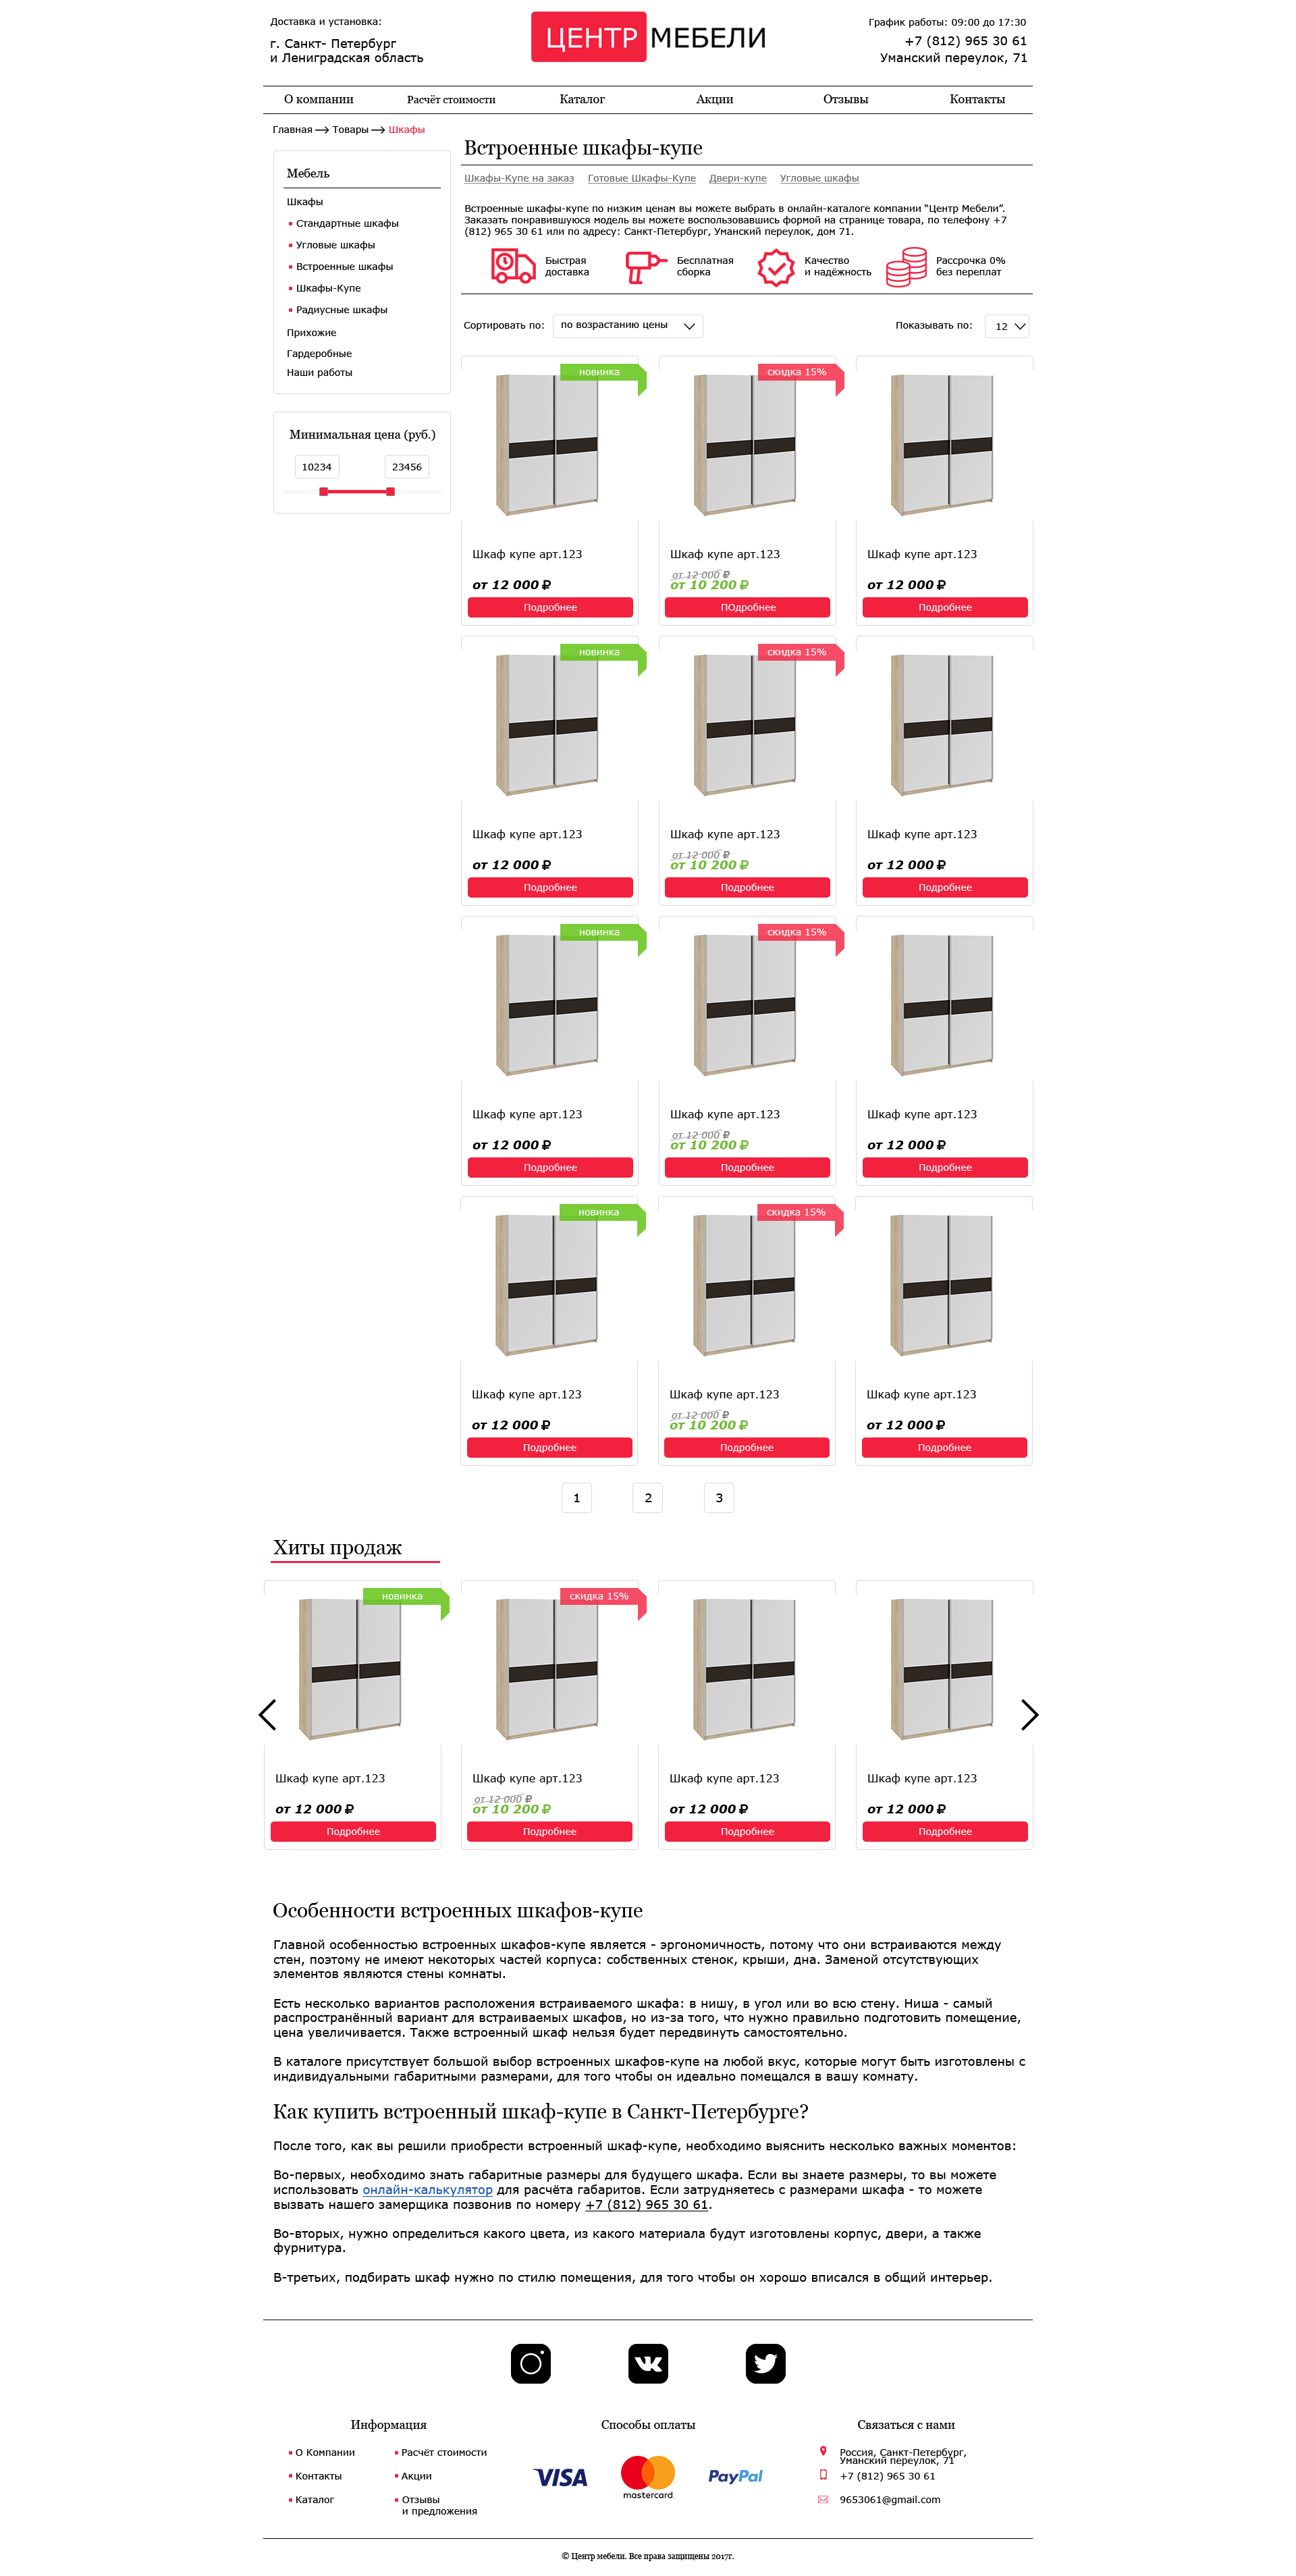 Доставка и установка:
г. Санкт- Петербург
и Лениградская область
ЦЕНТР МЕБЕЛИ
График работы: 09:00 до 17:30
+7 (812) 965 30 61
Уманский переулок, 71
О компании Расчёт стоимости Каталог Акции Отзывы Контакты
Главная Товары Шкафы
Мебель
Шкафы
Стандартные шкафы
Угловые шкафы
Встроенные шкафы
Шкафы-Купе
Радиусные шкафы
Прихожие
Гардеробные
Наши работы
Минимальная цена (руб.)
10234 23456
Встроенные шкафы-купе
Шкафы-Купе на заказ Готовые Шкафы-Купе Двери-купе Угловые шкафы
Встроенные шкафы-купе по низким ценам вы можете выбрать в онлайн-каталоге компании “Центр Мебели”.
Заказать понравившуюся модель вы можете воспользовавшись формой на странице товара, по телефону +7
(812) 965 30 61 или по адресу: Санкт-Петербург, Уманский переулок, дом 71.
Быстрая
доставка
Бесплатная
сборка
Качество
и надёжность
Рассрочка 0%
без переплат
Сортировать по: по возрастанию цены Показывать по: 12
новинка скидка 15%
Шкаф купе арт.123 Шкаф купе арт.123 Шкаф купе арт.123
от 12 000 ₽
от 12 000 ₽ от 10 200 ₽ от 12 000 ₽
Подробнее ПОдробнее Подробнее
новинка скидка 15%
Шкаф купе арт.123 Шкаф купе арт.123 Шкаф купе арт.123
от 12 000 ₽
от 12 000 ₽ от 10 200 ₽ от 12 000 ₽
Подробнее Подробнее Подробнее
новинка скидка 15%
Шкаф купе арт.123 Шкаф купе арт.123 Шкаф купе арт.123
от 12 000 ₽
от 12 000 ₽ от 10 200 ₽ от 12 000 ₽
Подробнее Подробнее Подробнее
новинка скидка 15%
Шкаф купе арт.123 Шкаф купе арт.123 Шкаф купе арт.123
от 12 000 ₽
от 12 000 ₽ от 10 200 ₽ от 12 000 ₽
Подробнее Подробнее Подробнее
1 2 3
Хиты продаж
новинка скидка 15%
Шкаф купе арт.123 Шкаф купе арт.123 Шкаф купе арт.123 Шкаф купе арт.123
от 12 000 ₽
от 12 000 ₽ от 10 200 ₽ от 12 000 ₽ от 12 000 ₽
Подробнее Подробнее Подробнее Подробнее
Особенности встроенных шкафов-купе
Главной особенностью встроенных шкафов-купе является - эргономичность, потому что они встраиваются между
стен, поэтому не имеют некоторых частей корпуса: собственных стенок, крыши, дна. Заменой отсутствующих
элементов являются стены комнаты.
Есть несколько вариантов расположения встраиваемого шкафа: в нишу, в угол или во всю стену. Ниша - самый
распространённый вариант для встраиваемых шкафов, но из-за того, что нужно правильно подготовить помещение,
цена увеличивается. Также встроенный шкаф нельзя будет передвинуть самостоятельно.
В каталоге присутствует большой выбор встроенных шкафов-купе на любой вкус, которые могут быть изготовлены с
индивидуальными габаритными размерами, для того чтобы он идеально помещался в вашу комнату.
Как купить встроенный шкаф-купе в Санкт-Петербурге?
После того, как вы решили приобрести встроенный шкаф-купе, необходимо выяснить несколько важных моментов:
Во-первых, необходимо знать габаритные размеры для будущего шкафа. Если вы знаете размеры, то вы можете
использовать онлайн-калькулятор для расчёта габаритов. Если затрудняетесь с размерами шкафа - то можете
вызвать нашего замерщика позвонив по номеру +7 (812) 965 30 61.
Во-вторых, нужно определиться какого цвета, из какого материала будут изготовлены корпус, двери, а также
фурнитура.
В-третьих, подбирать шкаф нужно по стилю помещения, для того чтобы он хорошо вписался в общий интерьер.
Информация
О Компании Расчёт стоимости
Контакты Акции
Каталог Отзывы
и предложения
Способы оплаты
VISA mastercard. PayPal
Связаться с нами
Россия, Санкт-Петербург,
Уманский переулок, 71
+7 (812) 965 30 61
9653061@gmail.com
© Центр мебели. Все права защищены 2017г.